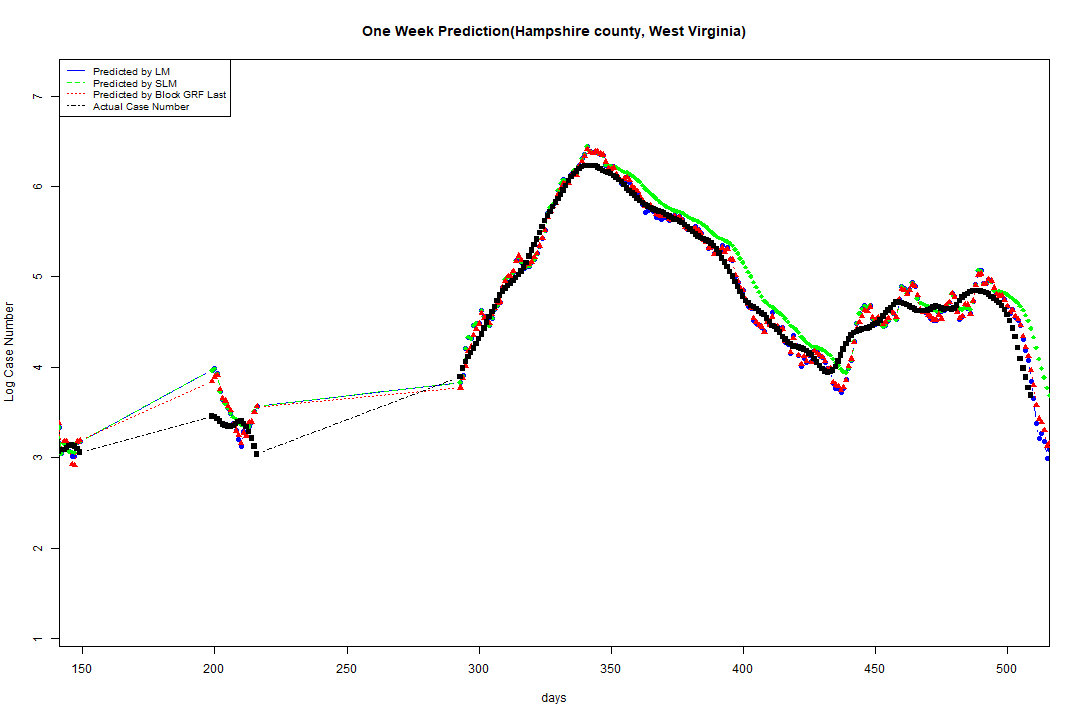 One Week Prediction(Hampshire county, West Virginia)
Predicted by LM
Predicted by SLM
Predicted by Block GRF Last
Actual Case Number
Log Case Number
7
6
5
4
3
2
1
150 200 250 300 350 400 450 500
days